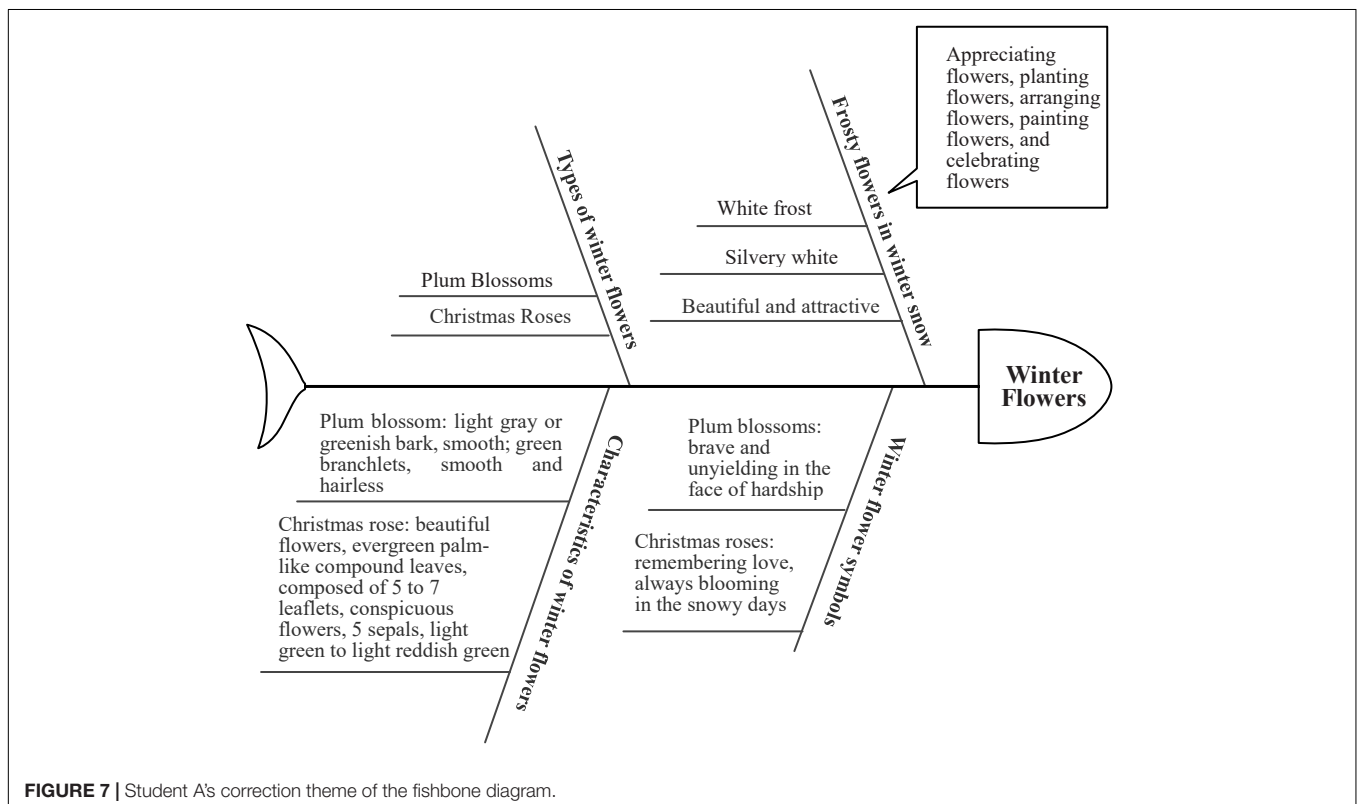 Appreciating
flowers, planting
flowers, arranging
flowers, painting
flowers, and
celebrating
flowers
Frosty flowers in winter snow
White frost
Silvery white
Beautiful and attractive
Types of winter flowers
Plum Blossoms
Christmas Roses
Winter
Flowers
Plum blossom: light gray or
greenish bark, smooth; green
branchlets, smooth and
hairless
Christmas rose: beautiful
flowers, evergreen palm-
like compound leaves,
composed of 5 to 7
leaflets, conspicuous
flowers, 5 sepals, light
green to light reddish green
Characteristics of winter flowers
Plum blossoms:
brave and
unyielding in the
face of hardship
Christmas roses:
remembering love,
always blooming
in the snowy days
Winter flower symbols
FIGURE 7 | Student A's correction theme of the fishbone diagram.